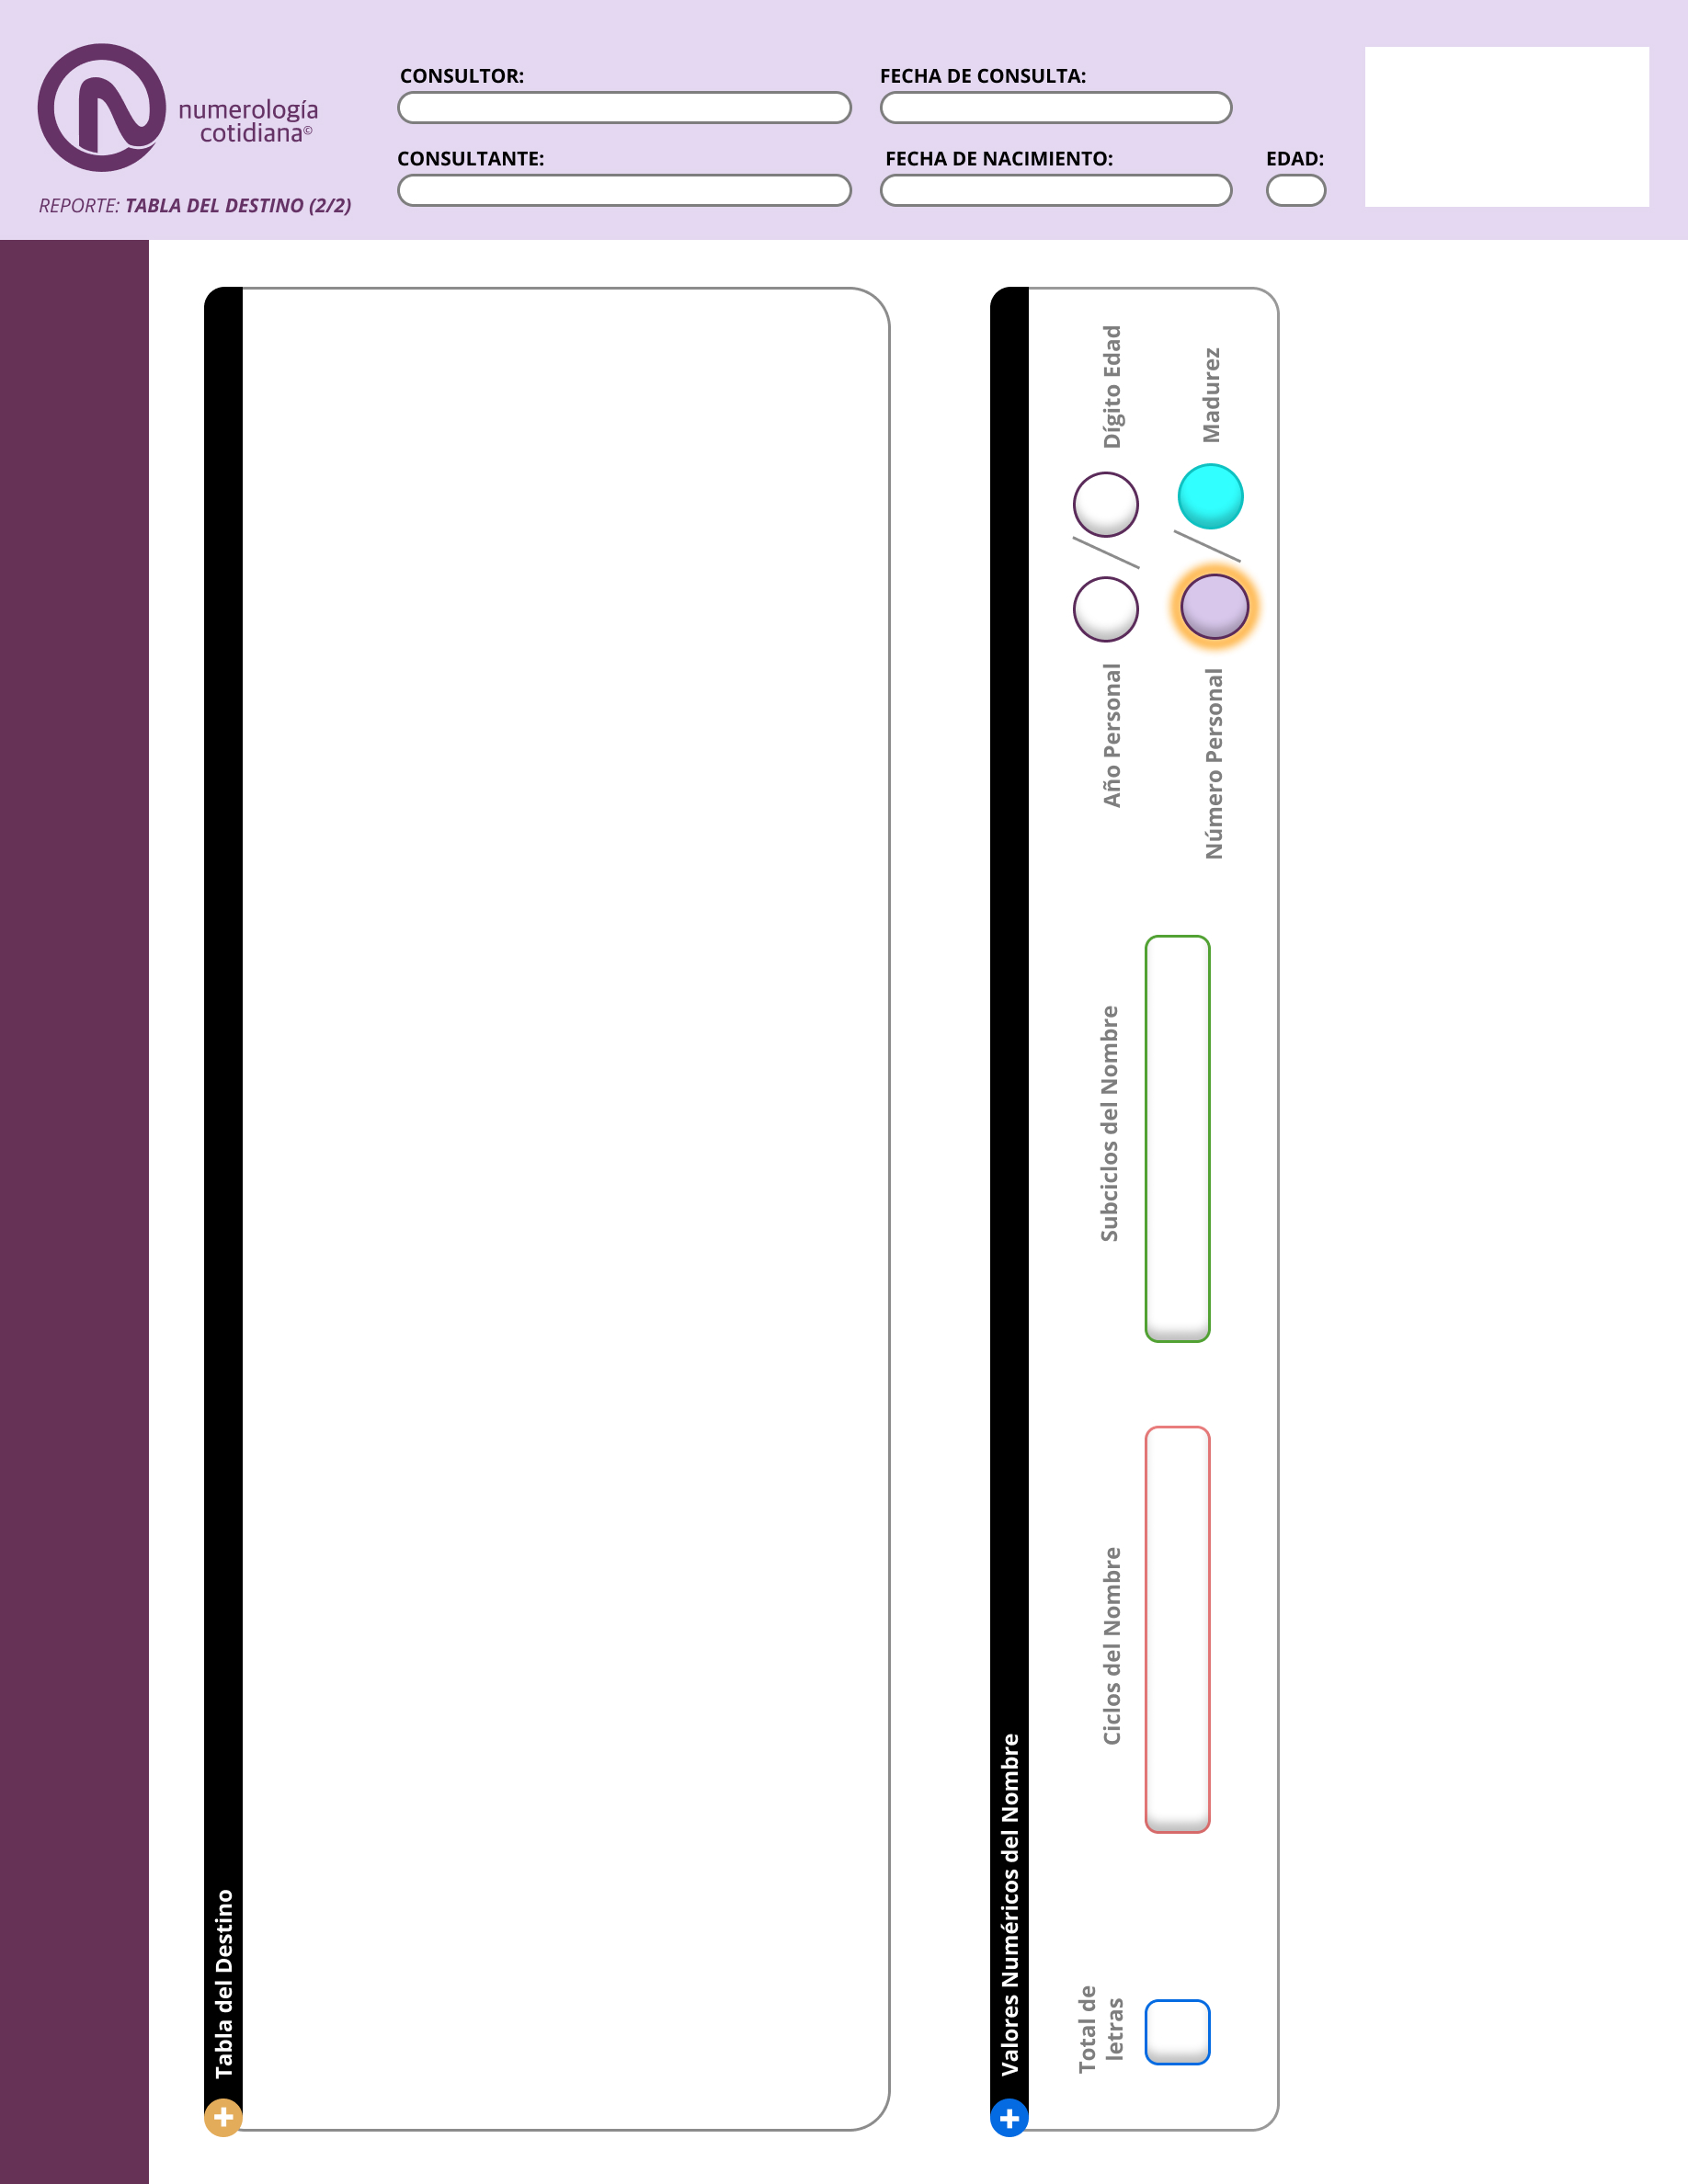 numerología
cotidiana©
REPORTE: TABLA DEL DESTINO (2/2)
CONSULTOR:
FECHA DE CONSULTA:
CONSULTANTE:
FECHA DE NACIMIENTO:
EDAD:
Tabla del Destino
Valores Numéricos del Nombre
Total de
letras
Ciclos del Nombre
Subciclos del Nombre
Año Personal
Dígito Edad
Número Personal
Madurez